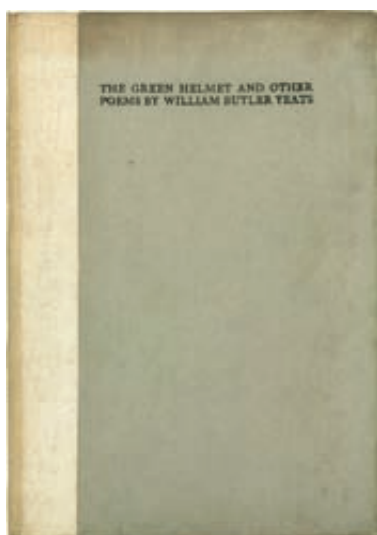 THE GREEN HELMET AND OTHER
POEMS BY WILLIAM BUTLER YEATS